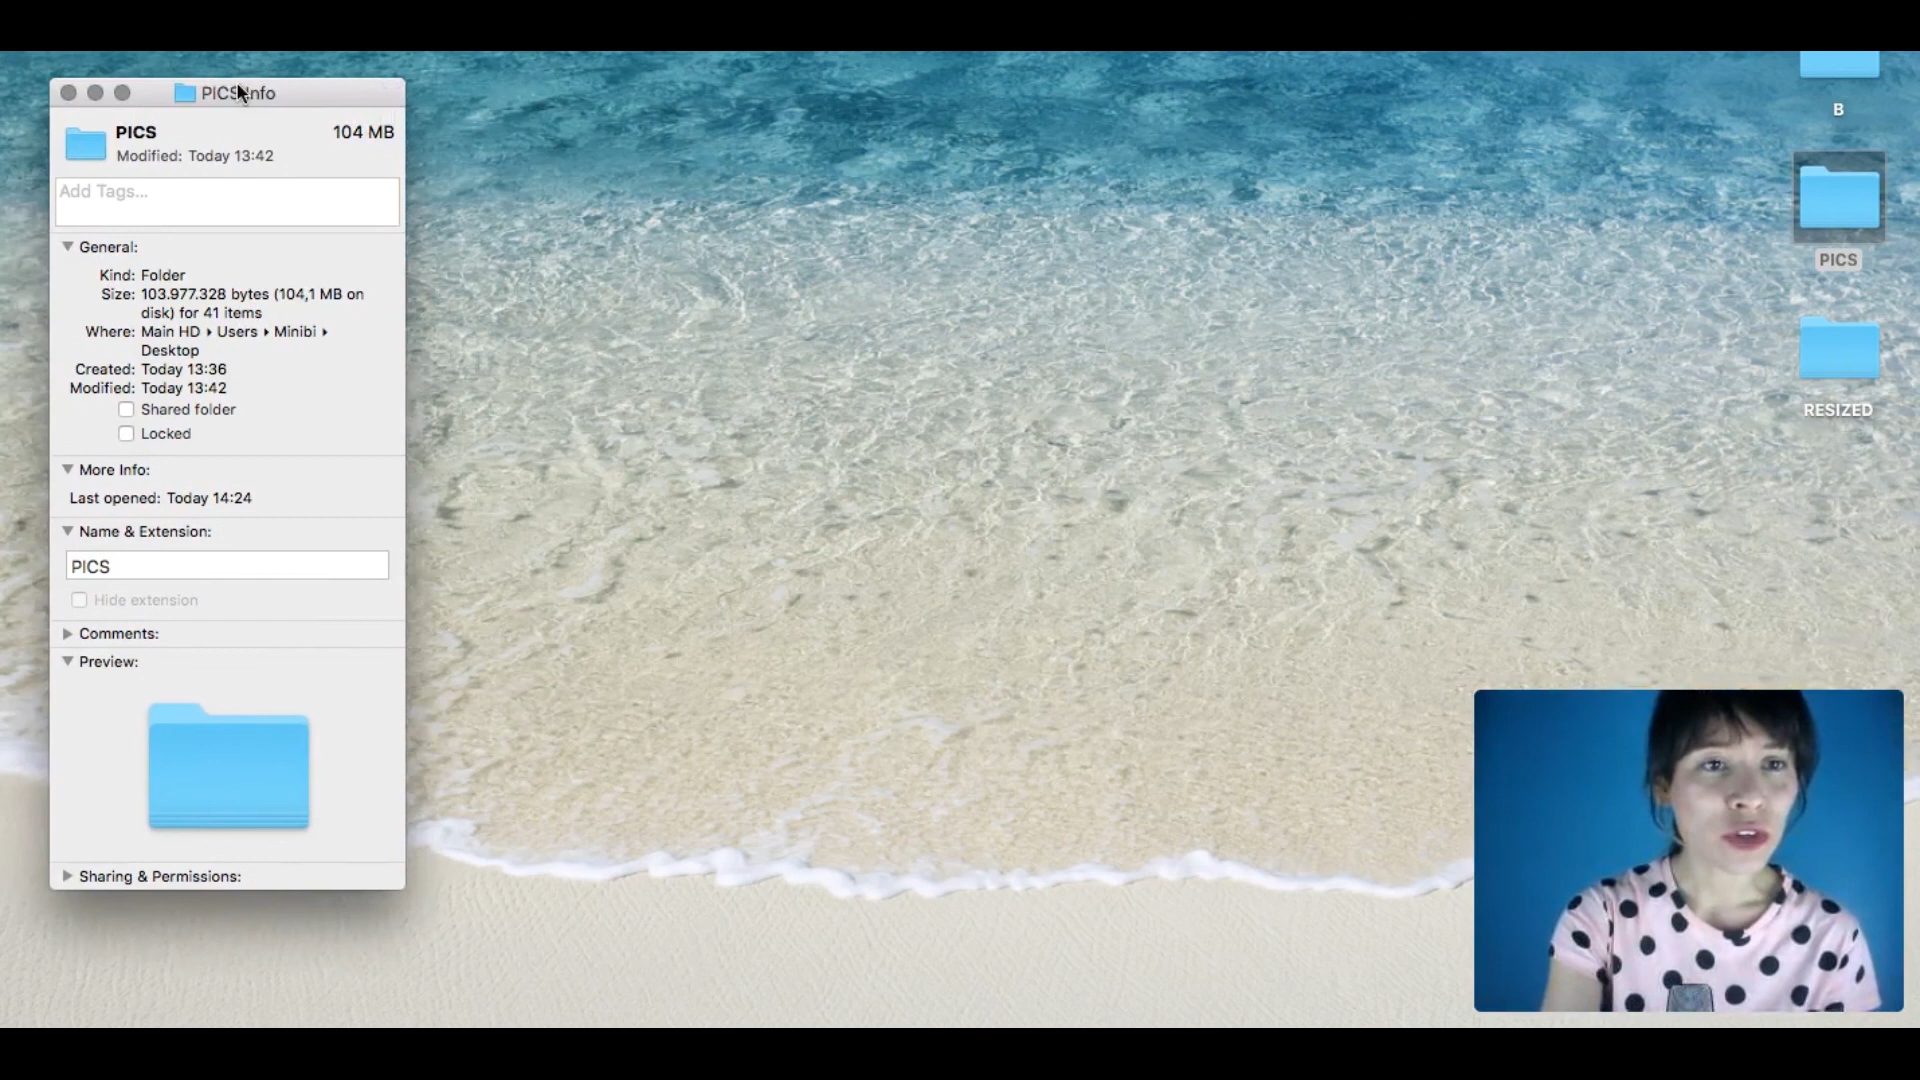 PICS Info
PICS
104 MB
Modified: Today 13:42
Add Tags...
General:
Kind: Folder
Size: 103.977.328 bytes (104,1 MB on
disk) for 41 items
Where: Main HD ▸ Users ▸ Minibi ▸
Desktop
Created: Today 13:36
Modified: Today 13:42
Shared folder
Locked
More Info:
Last opened: Today 14:24
Name & Extension:
PICS
Hide extension
Comments:
Preview:
Sharing & Permissions:
B
PICS
RESIZED